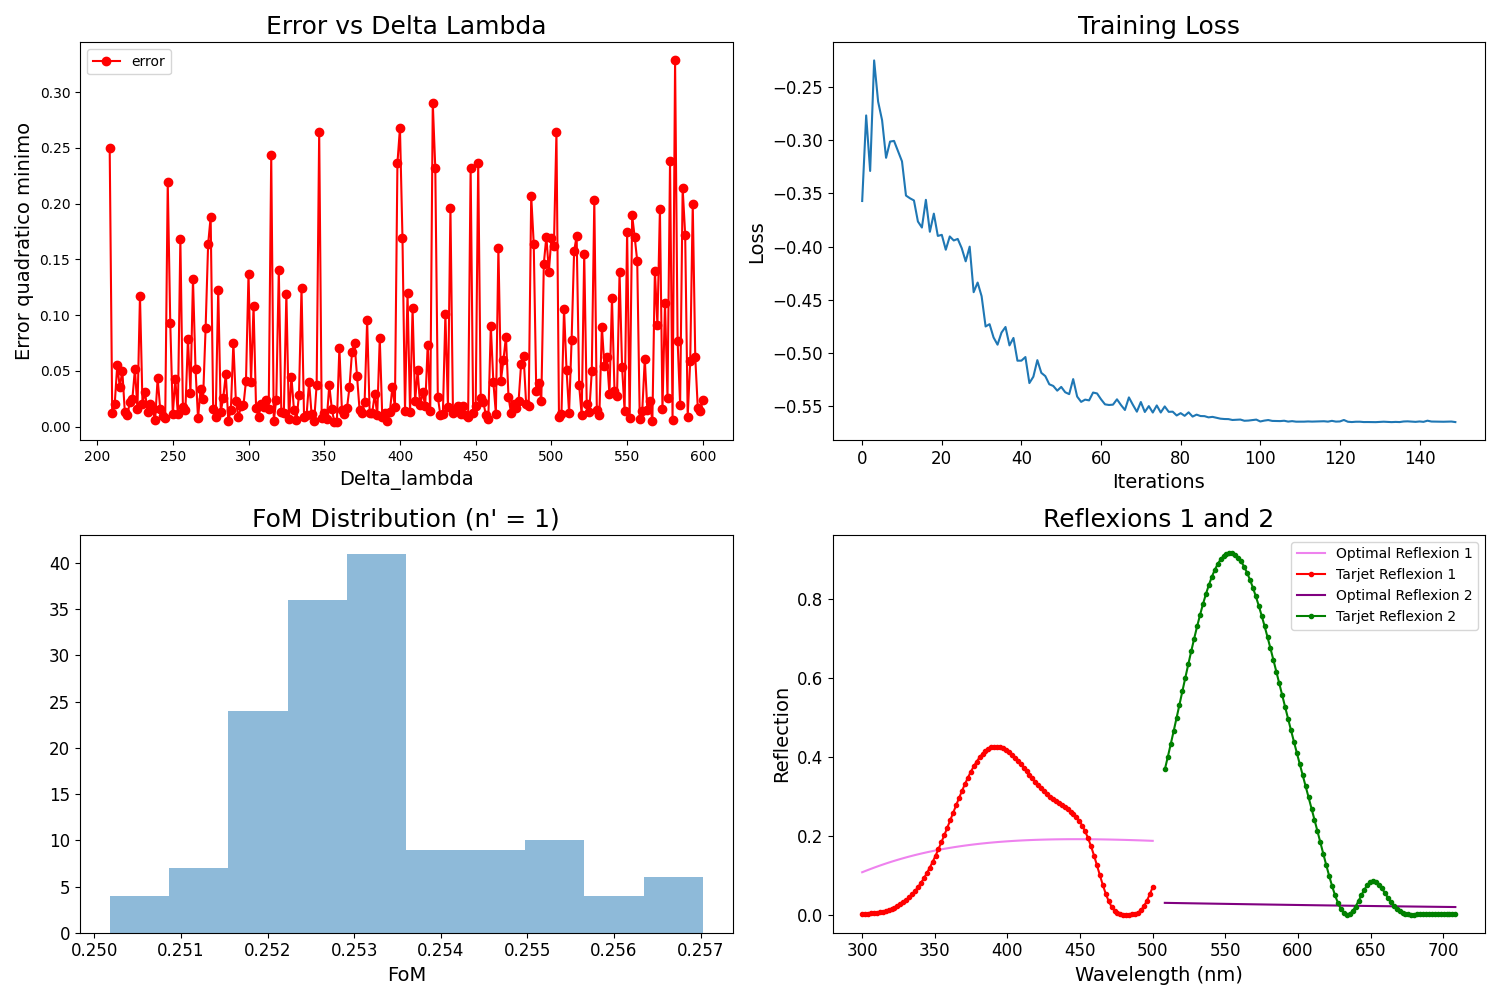 Error vs Delta Lambda
error
Error quadratico minimo
0.30
0.25
0.20
0.15
0.10
0.05
0.00
200 250 300 350 400 450 500 550 600
Delta_lambda
Training Loss
Loss
−0.25
−0.30
−0.35
−0.40
−0.45
−0.50
−0.55
0 20 40 60 80 100 120 140
Iterations
FoM Distribution (n' = 1)
40
35
30
25
20
15
10
5
0
0.250 0.251 0.252 0.253 0.254 0.255 0.256 0.257
FoM
Reflexions 1 and 2
Optimal Reflexion 1
Tarjet Reflexion 1
Optimal Reflexion 2
Tarjet Reflexion 2
Reflection
0.8
0.6
0.4
0.2
0.0
300 350 400 450 500 550 600 650 700
Wavelength (nm)